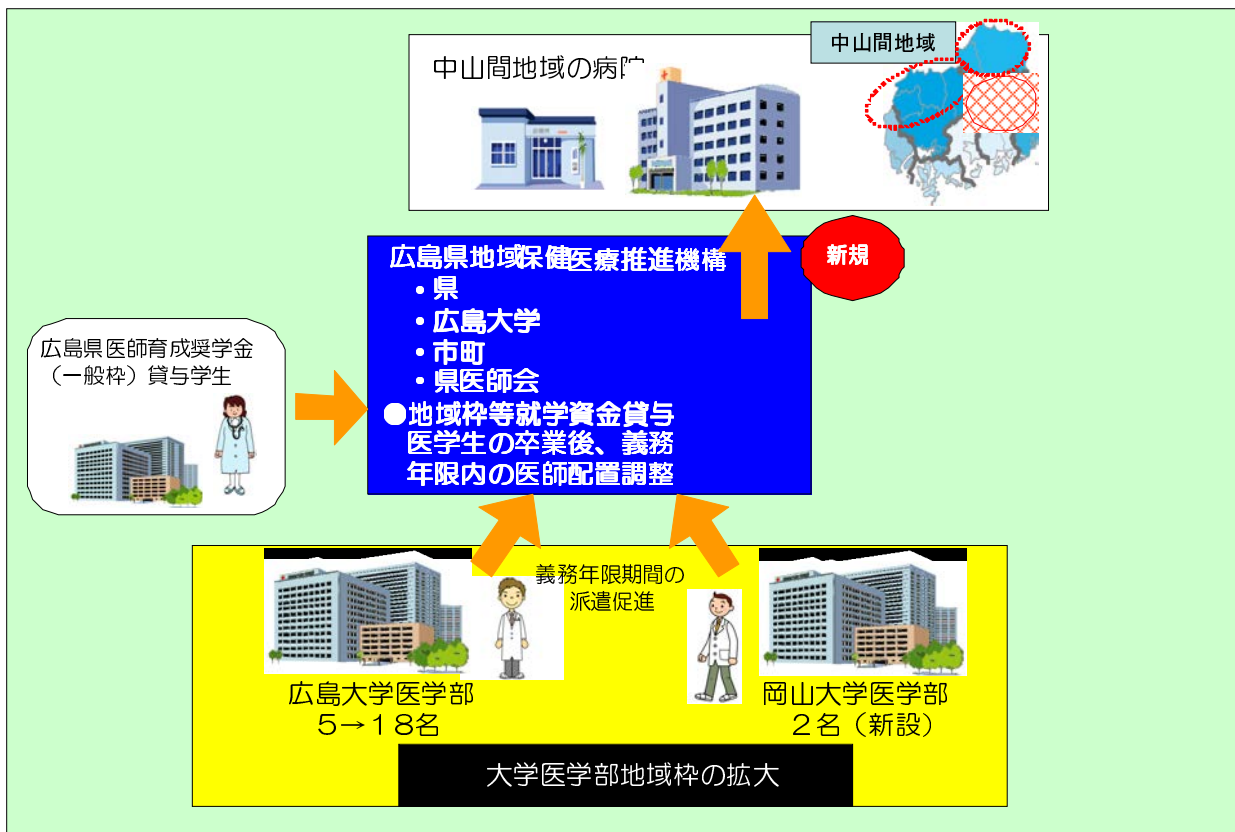 中山間地域
中山間地域の病院
新規
広島県地域保健医療推進機構
・県
・広島大学
・市町
・県医師会
●地域枠等就学資金貸与
医学生の卒業後、義務
年限内の医師配置調整
広島県医師育成奨学金
（一般枠）貸与学生
義務年限期間の
派遣促進
広島大学医学部
５→１８名
岡山大学医学部
２名（新設）
大学医学部地域枠の拡大